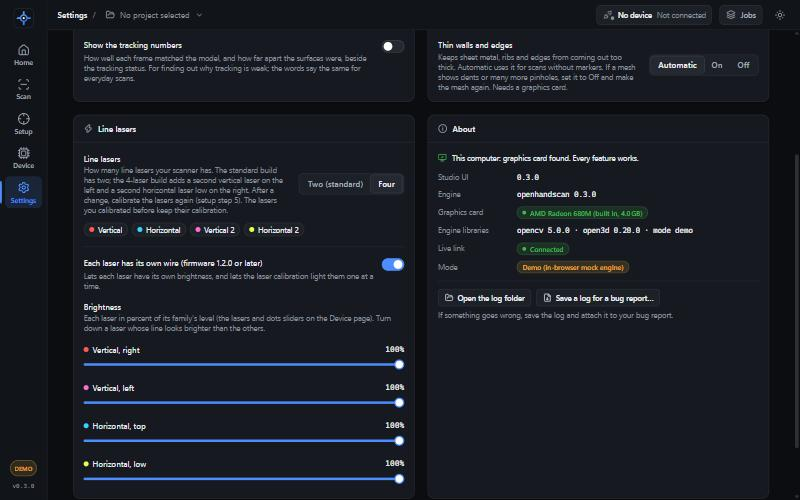 Settings / No project selected
No device Not connected
Jobs
Home
Scan
Setup
Device
Settings
DEMO
v0.3.0
Show the tracking numbers
How well each frame matched the model, and how far apart the surfaces were, beside
the tracking status. For finding out why tracking is weak; the words say the same for
everyday scans.
Thin walls and edges
Keeps sheet metal, ribs and edges from coming out too
thick. Automatic uses it for scans without markers. If a mesh
shows dents or many more pinholes, set it to Off and make
the mesh again. Needs a graphics card.
Automatic On Off
Line lasers
Line lasers
How many line lasers your scanner has. The standard build
has two; the 4-laser build adds a second vertical laser on the
left and a second horizontal laser low on the right. After a
change, calibrate the lasers again (setup step 5). The lasers
you calibrated before keep their calibration.
Two (standard) Four
Vertical Horizontal Vertical 2 Horizontal 2
Each laser has its own wire (firmware 1.2.0 or later)
Lets each laser have its own brightness, and lets the laser calibration light them one at a
time.
Brightness
Each laser in percent of its family's level (the lasers and dots sliders on the Device page). Turn
down a laser whose line looks brighter than the others.
Vertical, right 100%
Vertical, left 100%
Horizontal, top 100%
Horizontal, low 100%
About
This computer: graphics card found. Every feature works.
Studio UI 0.3.0
Engine openhandscan 0.3.0
Graphics card AMD Radeon 680M (built in, 4.0 GB)
Engine libraries opencv 5.0.0 · open3d 0.20.0 · mode demo
Live link Connected
Mode Demo (in-browser mock engine)
Open the log folder Save a log for a bug report...
If something goes wrong, save the log and attach it to your bug report.